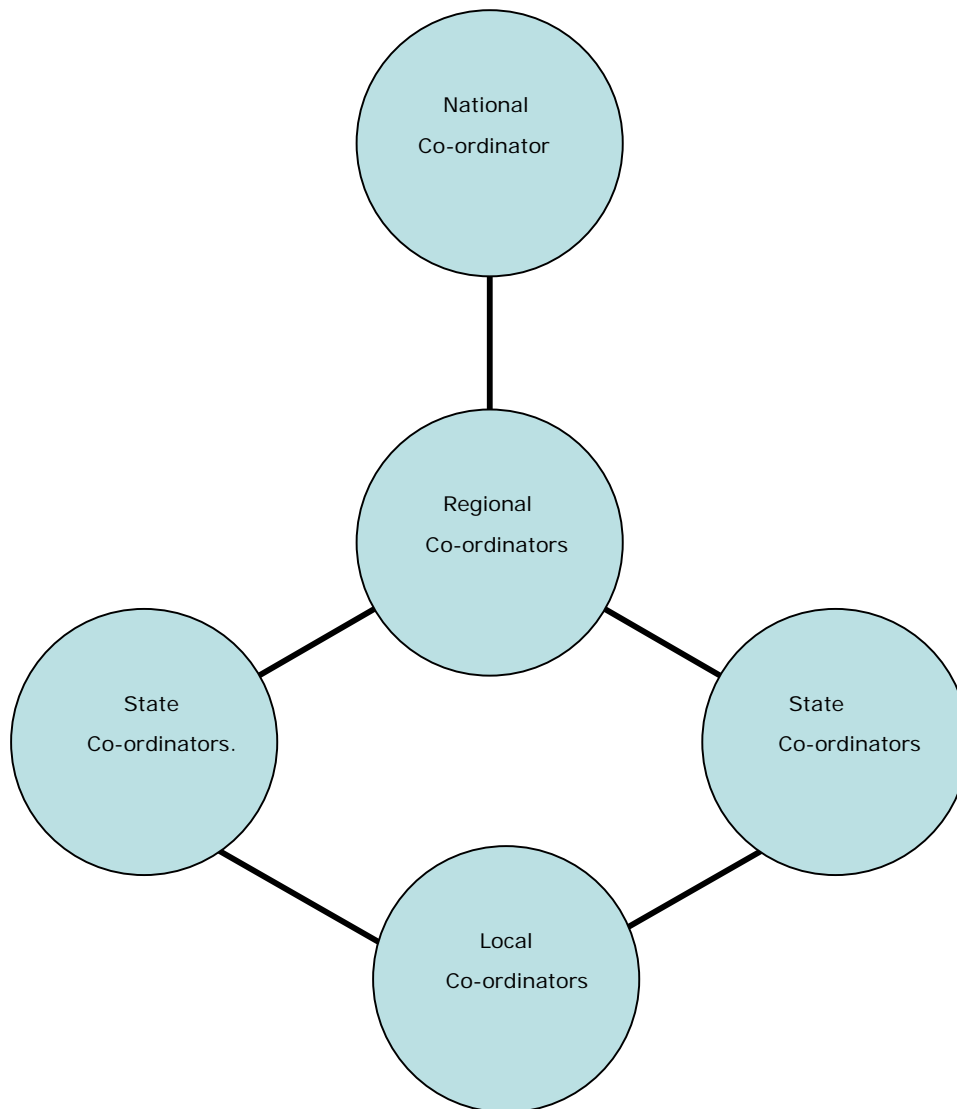 National
Co-ordinator
Regional
Co-ordinators
State
Co-ordinators.
State
Co-ordinators
Local
Co-ordinators